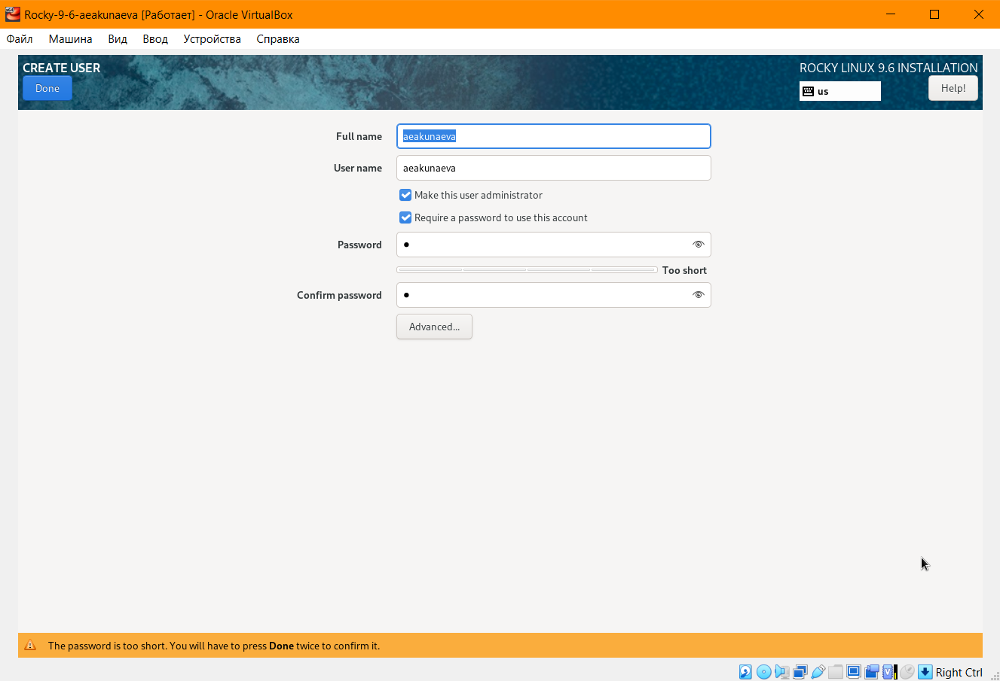 Rocky-9-6-aeakunaeva [Работает] - Oracle VirtualBox
Файл Машина Вид Ввод Устройства Справка
CREATE USER
ROCKY LINUX 9.6 INSTALLATION
Done
us
Help!
Full name
aeakunaeva
User name
aeakunaeva
Make this user administrator
Require a password to use this account
Password
Too short
Confirm password
Advanced...
The password is too short. You will have to press Done twice to confirm it.
Right Ctrl